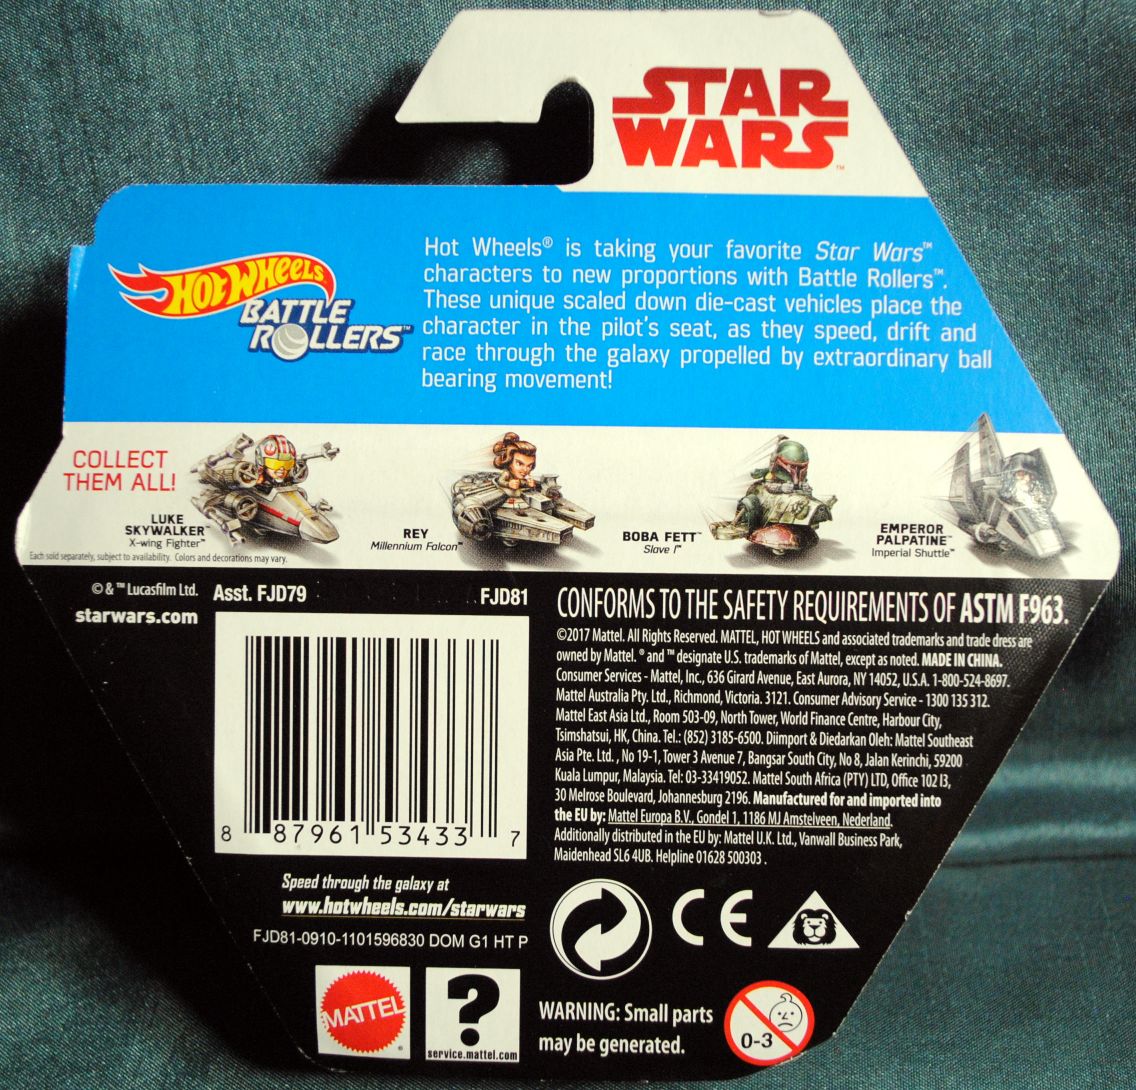 STAR
WARS™
HOT WHEELS
BATTLE
ROLLERS™
Hot Wheels® is taking your favorite Star Wars™
characters to new proportions with Battle Rollers™.
These unique scaled down die-cast vehicles place the
character in the pilot's seat, as they speed, drift and
race through the galaxy propelled by extraordinary ball
bearing movement!
COLLECT
THEM ALL!
LUKE
SKYWALKER™
X-wing Fighter™
REY
Millennium Falcon™
BOBA FETT™
Slave I™
EMPEROR
PALPATINE™
Imperial Shuttle™
Each sold separately, subject to availability. Colors and decorations may vary.
© & ™ Lucasfilm Ltd.
starwars.com
Asst. FJD79
FJD81
8 87961 53433 7
Speed through the galaxy at
www.hotwheels.com/starwars
FJD81-0910-1101596830 DOM G1 HT P
MATTEL®
?
service.mattel.com
CONFORMS TO THE SAFETY REQUIREMENTS OF ASTM F963.
©2017 Mattel. All Rights Reserved. MATTEL, HOT WHEELS and associated trademarks and trade dress are
owned by Mattel. ® and ™ designate U.S. trademarks of Mattel, except as noted. MADE IN CHINA.
Consumer Services - Mattel, Inc., 636 Girard Avenue, East Aurora, NY 14052, U.S.A. 1-800-524-8697.
Mattel Australia Pty. Ltd., Richmond, Victoria. 3121. Consumer Advisory Service - 1300 135 312.
Mattel East Asia Ltd., Room 503-09, North Tower, World Finance Centre, Harbour City,
Tsimshatsui, HK, China. Tel.: (852) 3185-6500. Diimport & Diedarkan Oleh: Mattel Southeast
Asia Pte. Ltd., No 19-1, Tower 3 Avenue 7, Bangsar South City, No 8, Jalan Kerinchi, 59200
Kuala Lumpur, Malaysia. Tel: 03-33419052. Mattel South Africa (PTY) LTD, Office 102 I3,
30 Melrose Boulevard, Johannesburg 2196. Manufactured for and imported into
the EU by: Mattel Europa B.V., Gondel 1, 1186 MJ Amstelveen, Nederland.
Additionally distributed in the EU by: Mattel U.K. Ltd., Vanwall Business Park,
Maidenhead SL6 4UB. Helpline 01628 500303.
CE
WARNING: Small parts
may be generated.
0-3